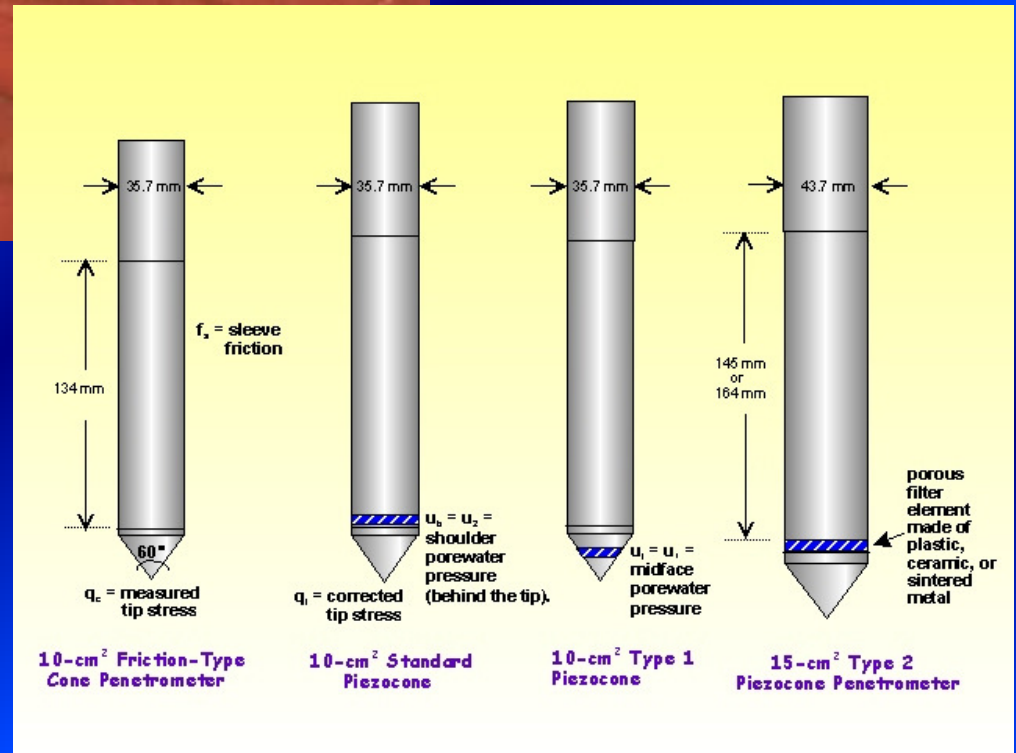 35.7 mm
134 mm
fₛ = sleeve
friction
60°
q꜀ = measured
tip stress
10-cm² Friction-Type
Cone Penetrometer
35.7 mm
u_b = u₂ =
shoulder
porewater
pressure
(behind the tip).
qₜ = corrected
tip stress
10-cm² Standard
Piezocone
35.7 mm
uₜ = u₁ =
midface
porewater
pressure
10-cm² Type 1
Piezocone
43.7 mm
145 mm
or
164 mm
porous
filter
element
made of
plastic,
ceramic, or
sintered
metal
15-cm² Type 2
Piezocone Penetrometer